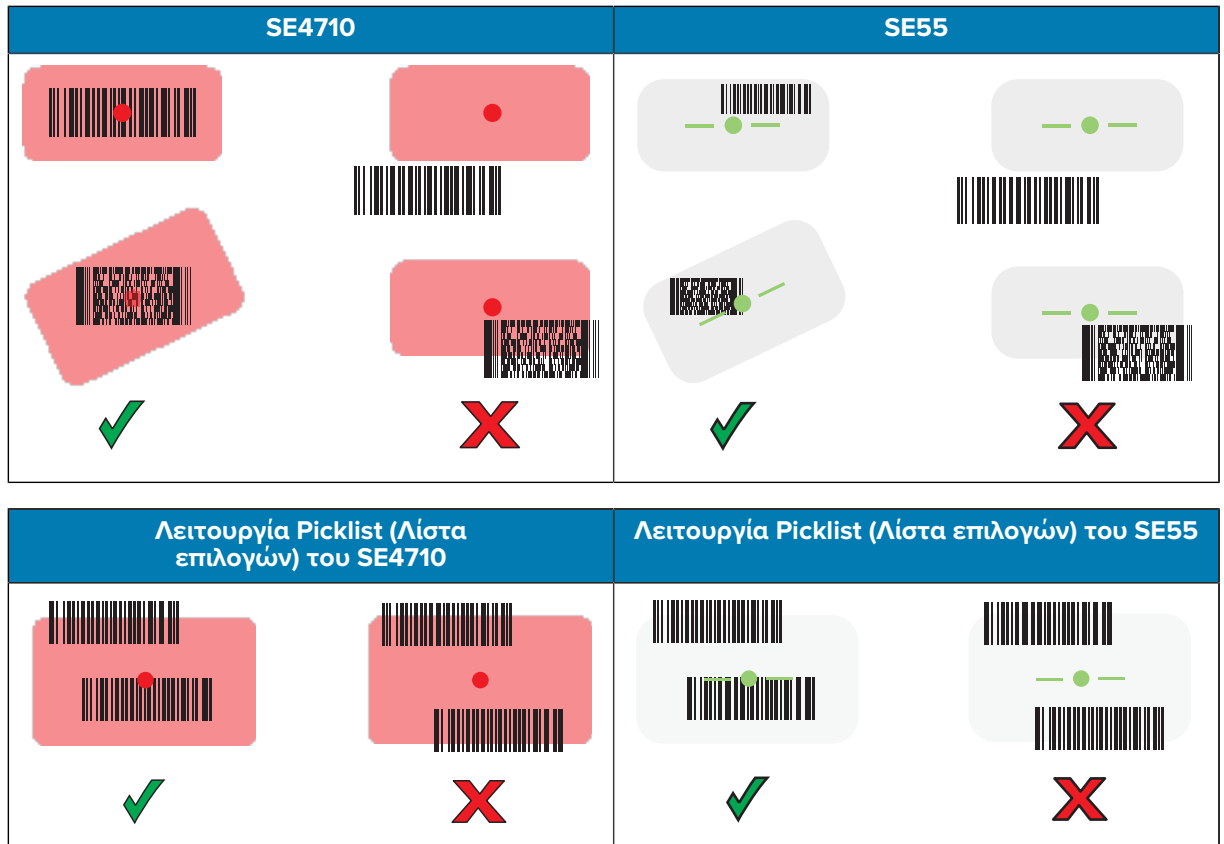 SE4710
SE55
Λειτουργία Picklist (Λίστα
επιλογών) του SE4710
Λειτουργία Picklist (Λίστα επιλογών) του SE55